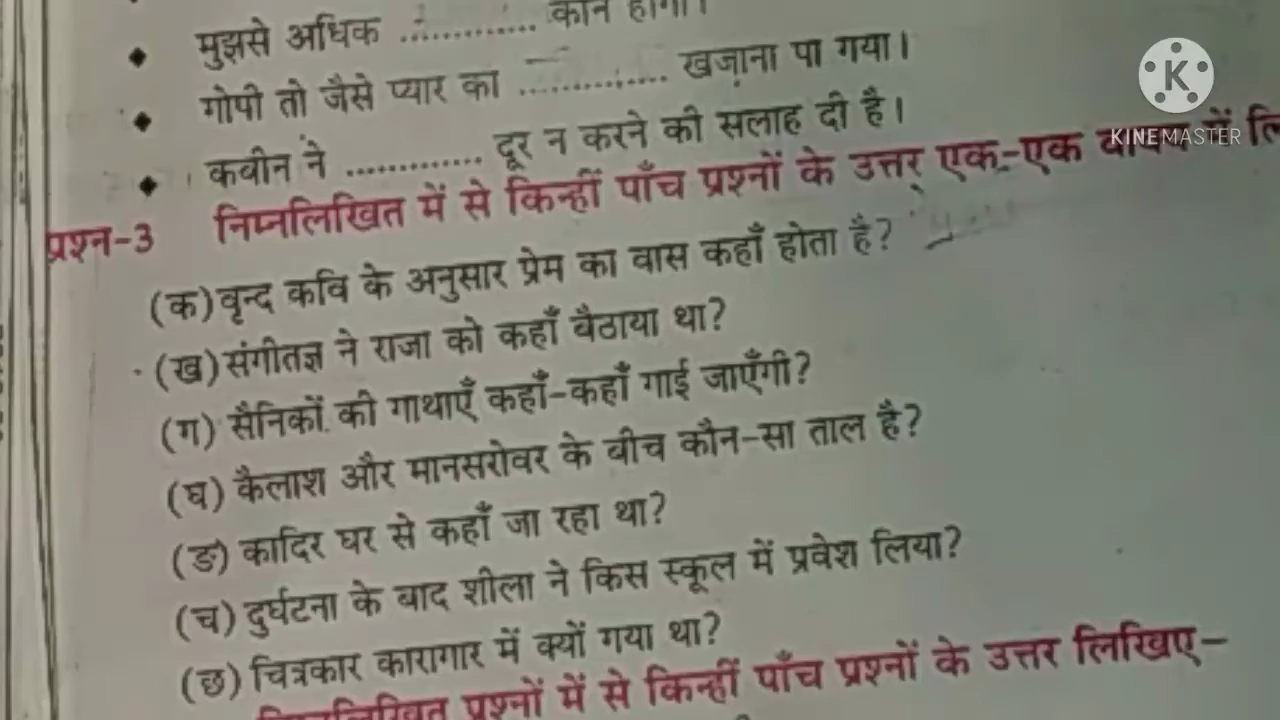 मुझसे अधिक ............. कौन होगा।
गोपी तो जैसे प्यार का ............. खज़ाना पा गया।
कबीन ने ............. दूर न करने की सलाह दी है।
प्रश्न-3 निम्नलिखित में से किन्हीं पाँच प्रश्नों के उत्तर एक-एक वाक्य में
(क) वृन्द कवि के अनुसार प्रेम का वास कहाँ होता है?
(ख) संगीतज्ञ ने राजा को कहाँ बैठाया था?
(ग) सैनिकों की गाथाएँ कहाँ-कहाँ गाई जाएँगी?
(घ) कैलाश और मानसरोवर के बीच कौन-सा ताल है?
(ङ) कादिर घर से कहाँ जा रहा था?
(च) दुर्घटना के बाद शीला ने किस स्कूल में प्रवेश लिया?
(छ) चित्रकार कारागार में क्यों गया था?
निम्नलिखित प्रश्नों में से किन्हीं पाँच प्रश्नों के उत्तर लिखिए-
K
KINEMASTER